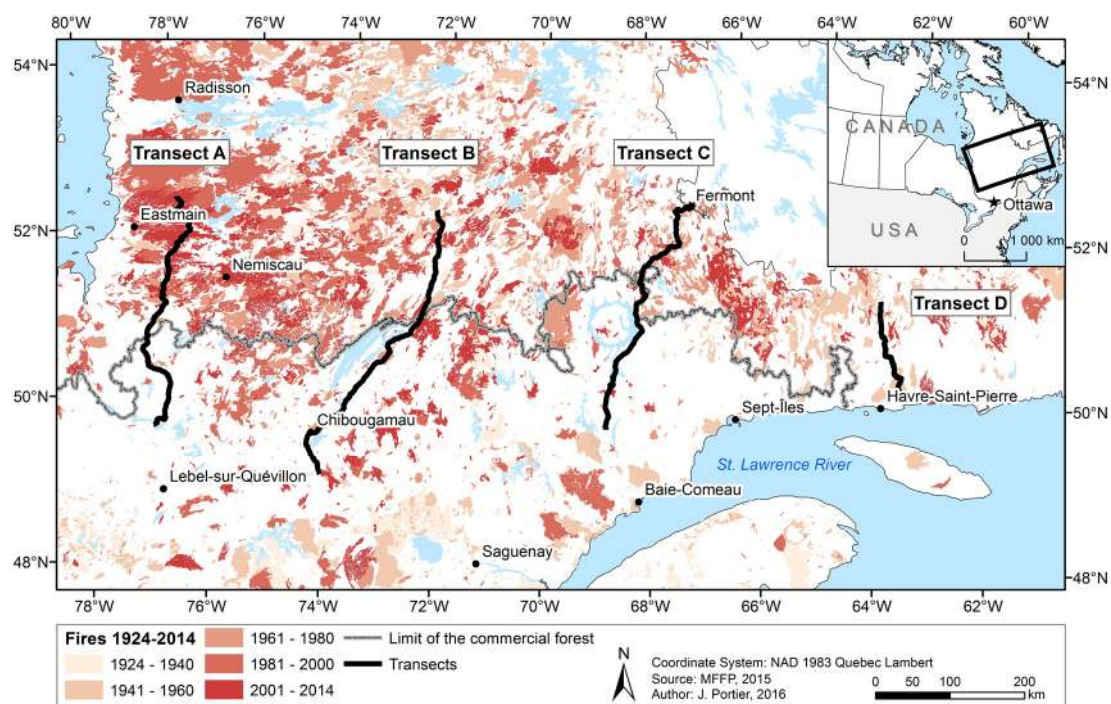 80°W 78°W 76°W 74°W 72°W 70°W 68°W 66°W 64°W 62°W 60°W
54°N
54°N
Radisson
CANADA
Ottawa
USA
0 1 000 km
Transect A
Transect B
Transect C
Fermont
Eastmain
52°N
52°N
Nemiscau
Transect D
50°N
50°N
Chibougamau
Sept-Îles
Havre-Saint-Pierre
St. Lawrence River
Lebel-sur-Quévillon
Baie-Comeau
Saguenay
48°N
48°N
78°W 76°W 74°W 72°W 70°W 68°W 66°W 64°W 62°W
Fires 1924-2014
1924 - 1940
1941 - 1960
1961 - 1980
1981 - 2000
2001 - 2014
Limit of the commercial forest
Transects
N
Coordinate System: NAD 1983 Quebec Lambert
Source: MFFP, 2015
Author: J. Portier, 2016
0 50 100 200
km